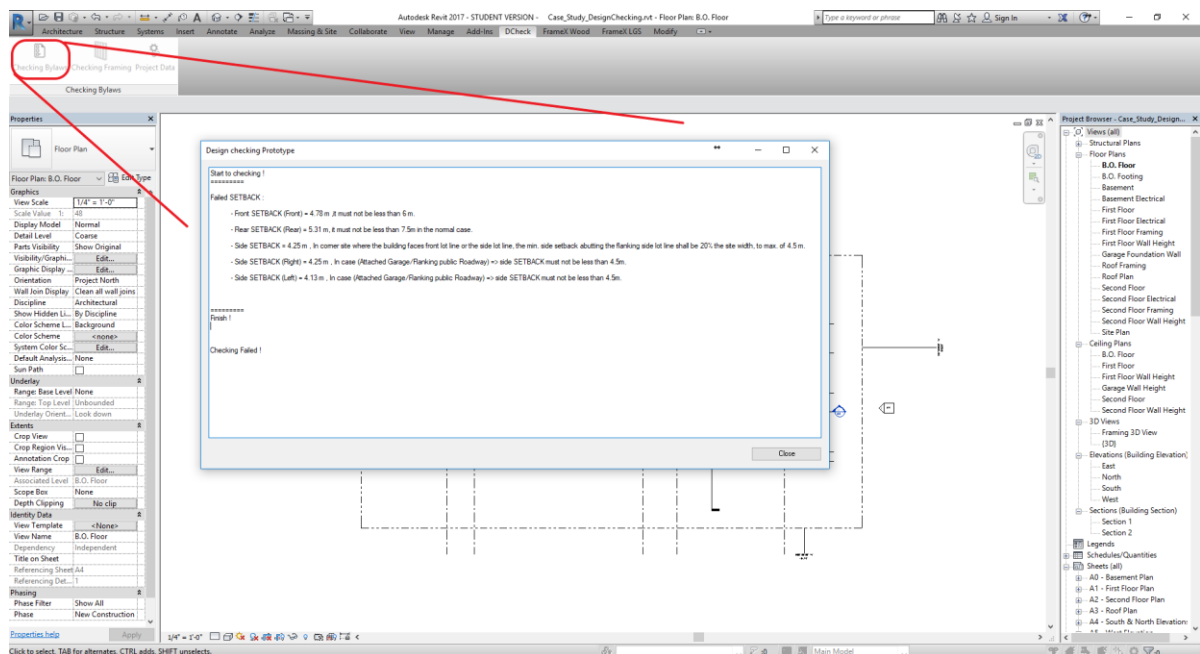 Autodesk Revit 2017 - STUDENT VERSION - Case_Study_DesignChecking.rvt - Floor Plan: B.O. Floor
Type a keyword or phrase
Sign In
Architecture Structure Systems Insert Annotate Analyze Massing & Site Collaborate View Manage Add-Ins DCheck FrameX Wood FrameX LGS Modify
Checking Bylaws Checking Framing Project Data
Checking Bylaws
Properties
Floor Plan
Floor Plan: B.O. Floor Edit Type
Graphics
View Scale 1/4" = 1'-0"
Scale Value 1: 48
Display Model Normal
Detail Level Coarse
Parts Visibility Show Original
Visibility/Graphi... Edit...
Graphic Display ... Edit...
Orientation Project North
Wall Join Display Clean all wall joins
Discipline Architectural
Show Hidden Li... By Discipline
Color Scheme L... Background
Color Scheme <none>
System Color Sc... Edit...
Default Analysis... None
Sun Path
Underlay
Range: Base Level None
Range: Top Level Unbounded
Underlay Orient... Look down
Extents
Crop View
Crop Region Vis...
Annotation Crop
View Range Edit...
Associated Level B.O. Floor
Scope Box None
Depth Clipping No clip
Identity Data
View Template <None>
View Name B.O. Floor
Dependency Independent
Title on Sheet
Referencing Sheet A4
Referencing Det... 1
Phasing
Phase Filter Show All
Phase New Construction
Properties help Apply
Design checking Prototype
Start to checking !
=========
Failed SETBACK :
- Front SETBACK (Front) = 4.78 m ,it must not be less than 6 m.
- Rear SETBACK (Rear) = 5.31 m, it must not be less than 7.5m in the normal case.
- Side SETBACK = 4.25 m , In corner site where the building faces front lot line or the side lot line, the min. side setback abutting the flanking side lot line shall be 20% the site width, to max. of 4.5 m.
- Side SETBACK (Right) = 4.25 m , In case (Attached Garage/Flanking public Roadway) => side SETBACK must not be less than 4.5m.
- Side SETBACK (Left) = 4.13 m , In case (Attached Garage/Flanking public Roadway) => side SETBACK must not be less than 4.5m.
=========
Finish !
Checking Failed !
Close
Project Browser - Case_Study_Design...
Views (all)
Structural Plans
Floor Plans
B.O. Floor
B.O. Footing
Basement
Basement Electrical
First Floor
First Floor Electrical
First Floor Framing
First Floor Wall Height
Garage Foundation Wall
Roof Framing
Roof Plan
Second Floor
Second Floor Electrical
Second Floor Framing
Second Floor Wall Height
Site Plan
Ceiling Plans
B.O. Floor
First Floor
First Floor Wall Height
Garage Wall Height
Second Floor
Second Floor Wall Height
3D Views
Framing 3D View
{3D}
Elevations (Building Elevation)
East
North
South
West
Sections (Building Section)
Section 1
Section 2
Legends
Schedules/Quantities
Sheets (all)
A0 - Basement Plan
A1 - First Floor Plan
A2 - Second Floor Plan
A3 - Roof Plan
A4 - South & North Elevations
1/4" = 1'-0"
Click to select, TAB for alternates, CTRL adds, SHIFT unselects.
Main Model